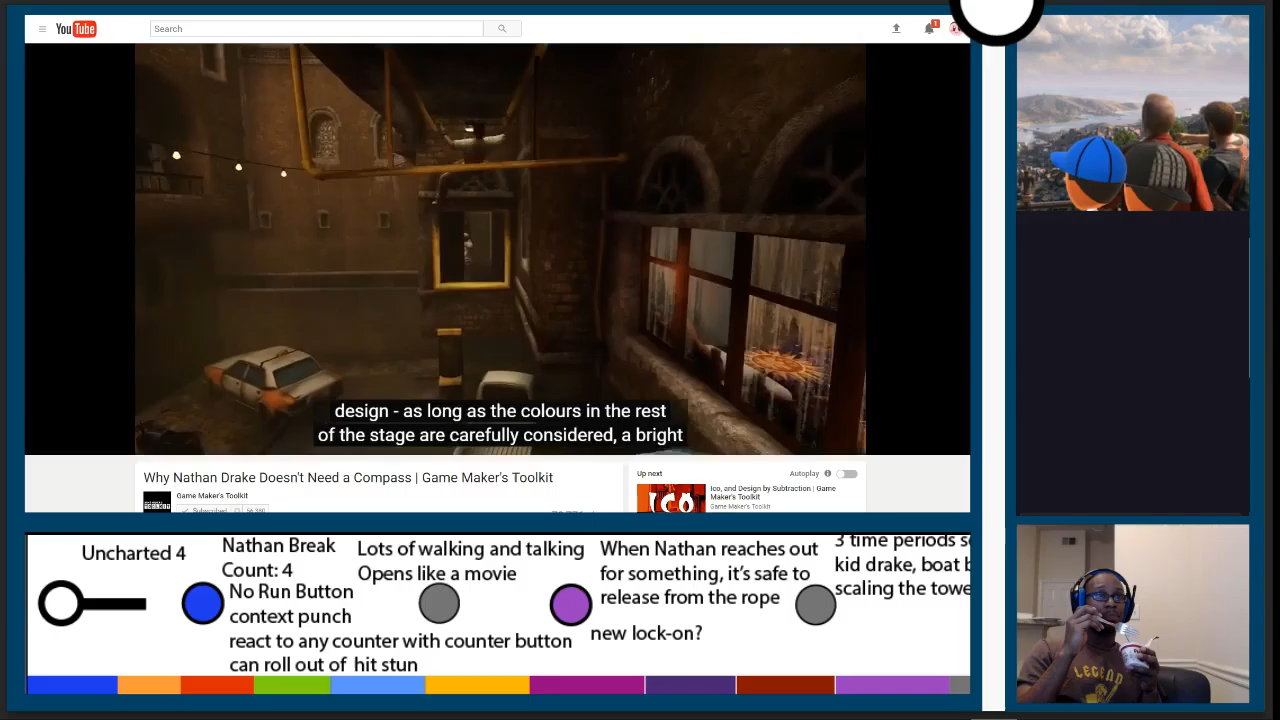 YouTube
Search
1
design - as long as the colours in the rest
of the stage are carefully considered, a bright
Why Nathan Drake Doesn't Need a Compass | Game Maker's Toolkit
Game Maker's Toolkit
Subscribed
Up next
Autoplay
ICO
Ico, and Design by Subtraction | Game
Maker's Toolkit
Game Maker's Toolkit
Uncharted 4
Nathan Break
Count: 4
No Run Button
context punch
react to any counter with counter button
can roll out of hit stun
Lots of walking and talking
Opens like a movie
When Nathan reaches out
for something, it's safe to
release from the rope
new lock-on?
3 time periods
kid drake, boat
scaling the
LEGEND